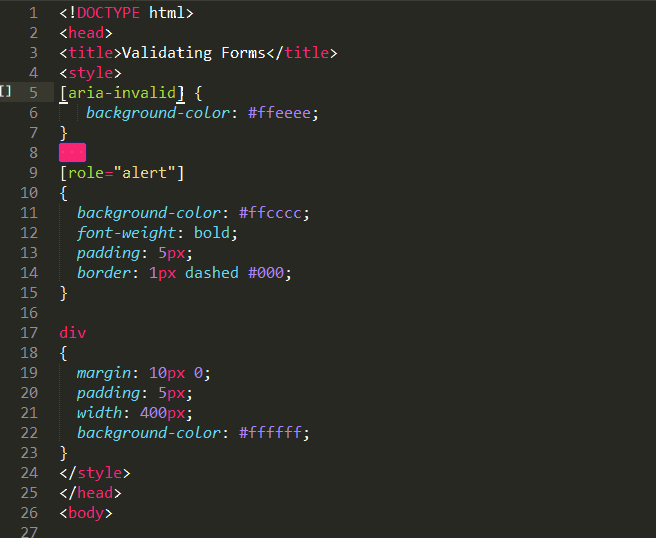 1 <!DOCTYPE html>
2 <head>
3 <title>Validating Forms</title>
4 <style>
[] 5 [aria-invalid] {
6 background-color: #ffeeee;
7 }
8
9 [role="alert"]
10 {
11 background-color: #ffcccc;
12 font-weight: bold;
13 padding: 5px;
14 border: 1px dashed #000;
15 }
16
17 div
18 {
19 margin: 10px 0;
20 padding: 5px;
21 width: 400px;
22 background-color: #ffffff;
23 }
24 </style>
25 </head>
26 <body>
27